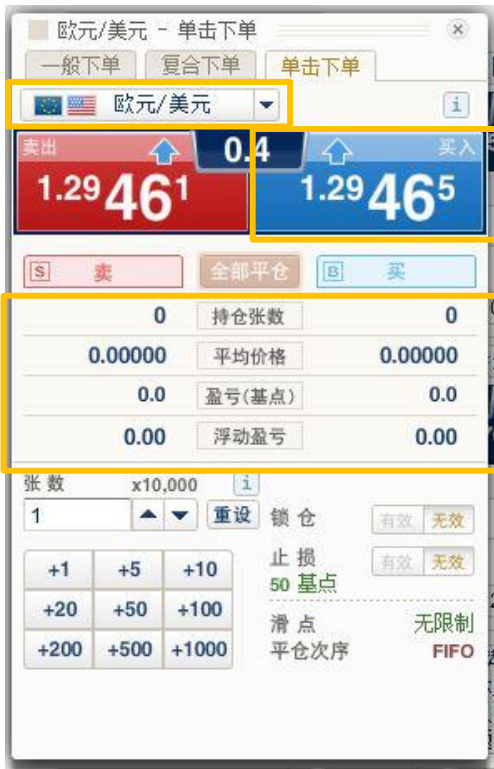 欧元/美元 - 单击下单
一般下单 复合下单 单击下单
欧元/美元 i
卖出 0.4 买入
1.29461 1.29465
S 卖 全部平仓 B 买
0 持仓张数 0
0.00000 平均价格 0.00000
0.0 盈亏(基点) 0.0
0.00 浮动盈亏 0.00
张 数 x10,000 i
1 重设 锁 仓 有效 无效
+1 +5 +10 止 损 有效 无效
50 基点
+20 +50 +100 滑 点 无限制
+200 +500 +1000 平仓次序 FIFO